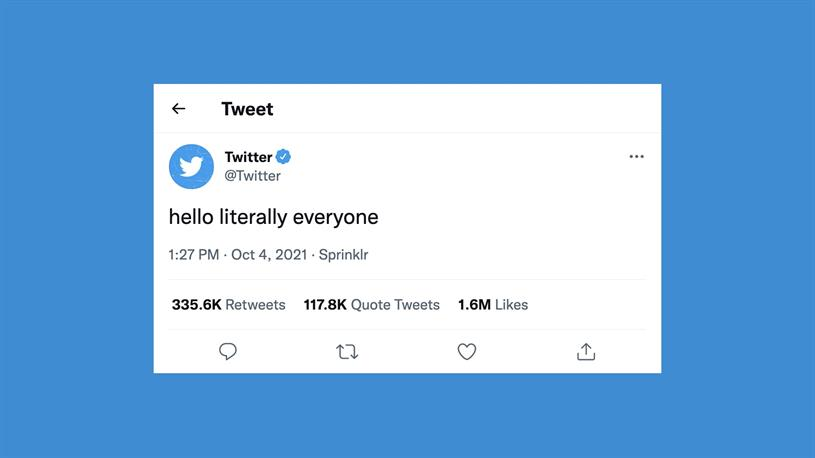 Tweet
Twitter
@Twitter
hello literally everyone
1:27 PM · Oct 4, 2021 · Sprinklr
335.6K Retweets 117.8K Quote Tweets 1.6M Likes